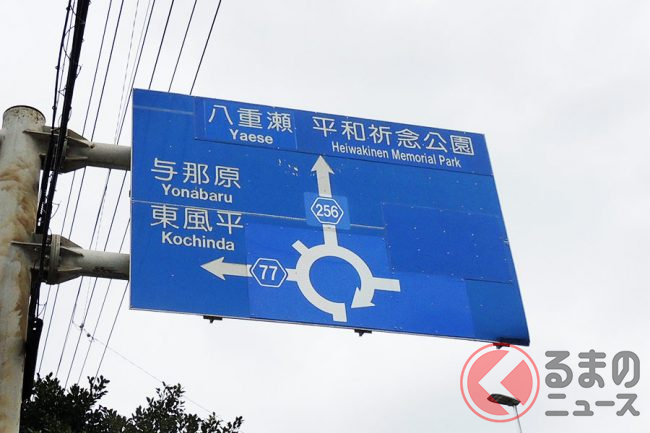 八重瀬 平和祈念公園
Yaese Heiwakinen Memorial Park
与那原
Yonabaru
東風平
Kochinda
256
77
くるまの
ニュース